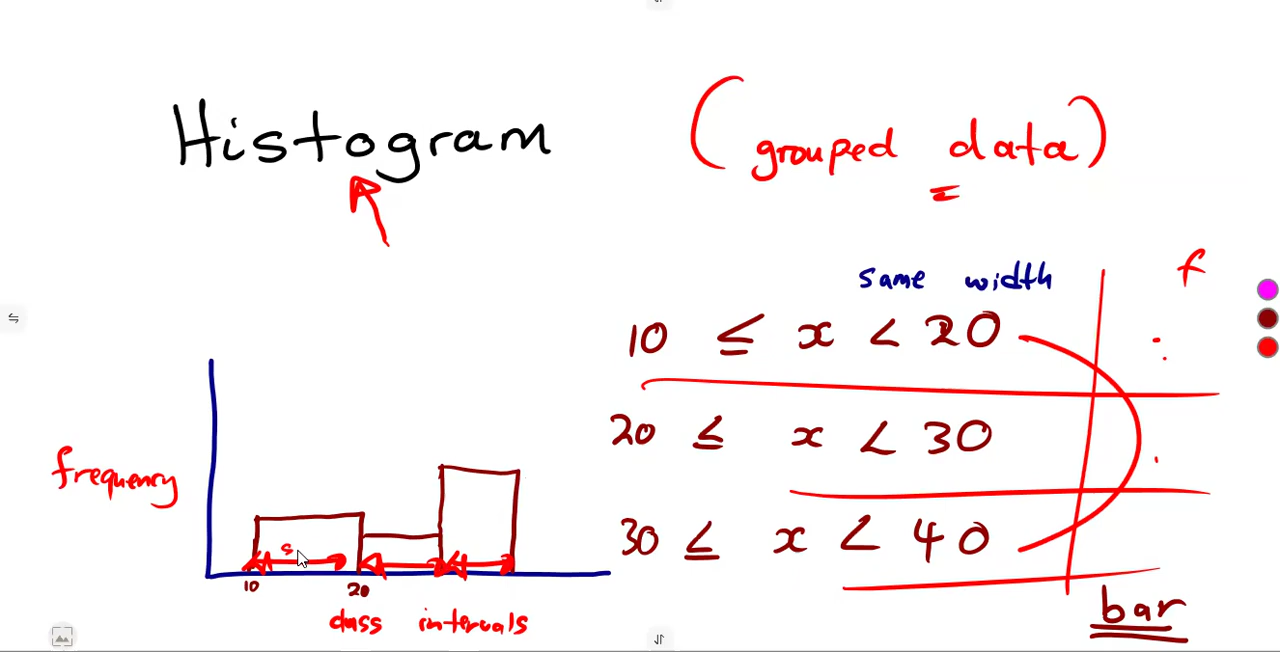 Histogram (grouped data)
same width f
10 ≤ x < 20
20 ≤ x < 30
30 ≤ x < 40
frequency
s
10 20
class intervals
bar